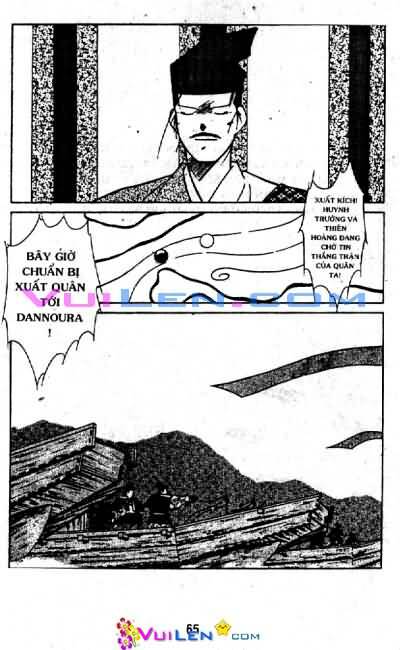 XUẤT KÍCH!
HUYNH
TRƯỞNG VÀ
THIÊN
HOÀNG ĐANG
CHỜ TIN
THẮNG TRẬN
CỦA QUÂN
TA!
BÂY GIỜ
CHUẨN BỊ
XUẤT QUÂN
TỚI
DANNOURA
!
VUILEN.COM
65
VUILEN.COM